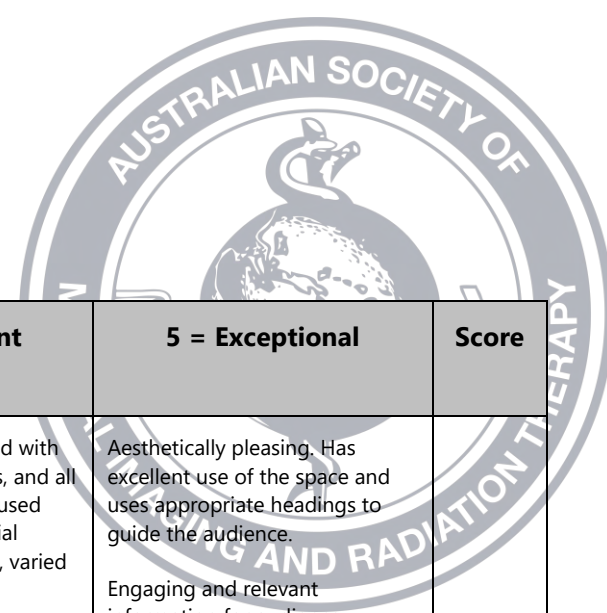 AUSTRALIAN SOCIETY OF
IMAGING AND RADIATION THERAPY
5 = Exceptional
Score
d with
, and all
used
ial
, varied
Aesthetically pleasing. Has
excellent use of the space and
uses appropriate headings to
guide the audience.
Engaging and relevant